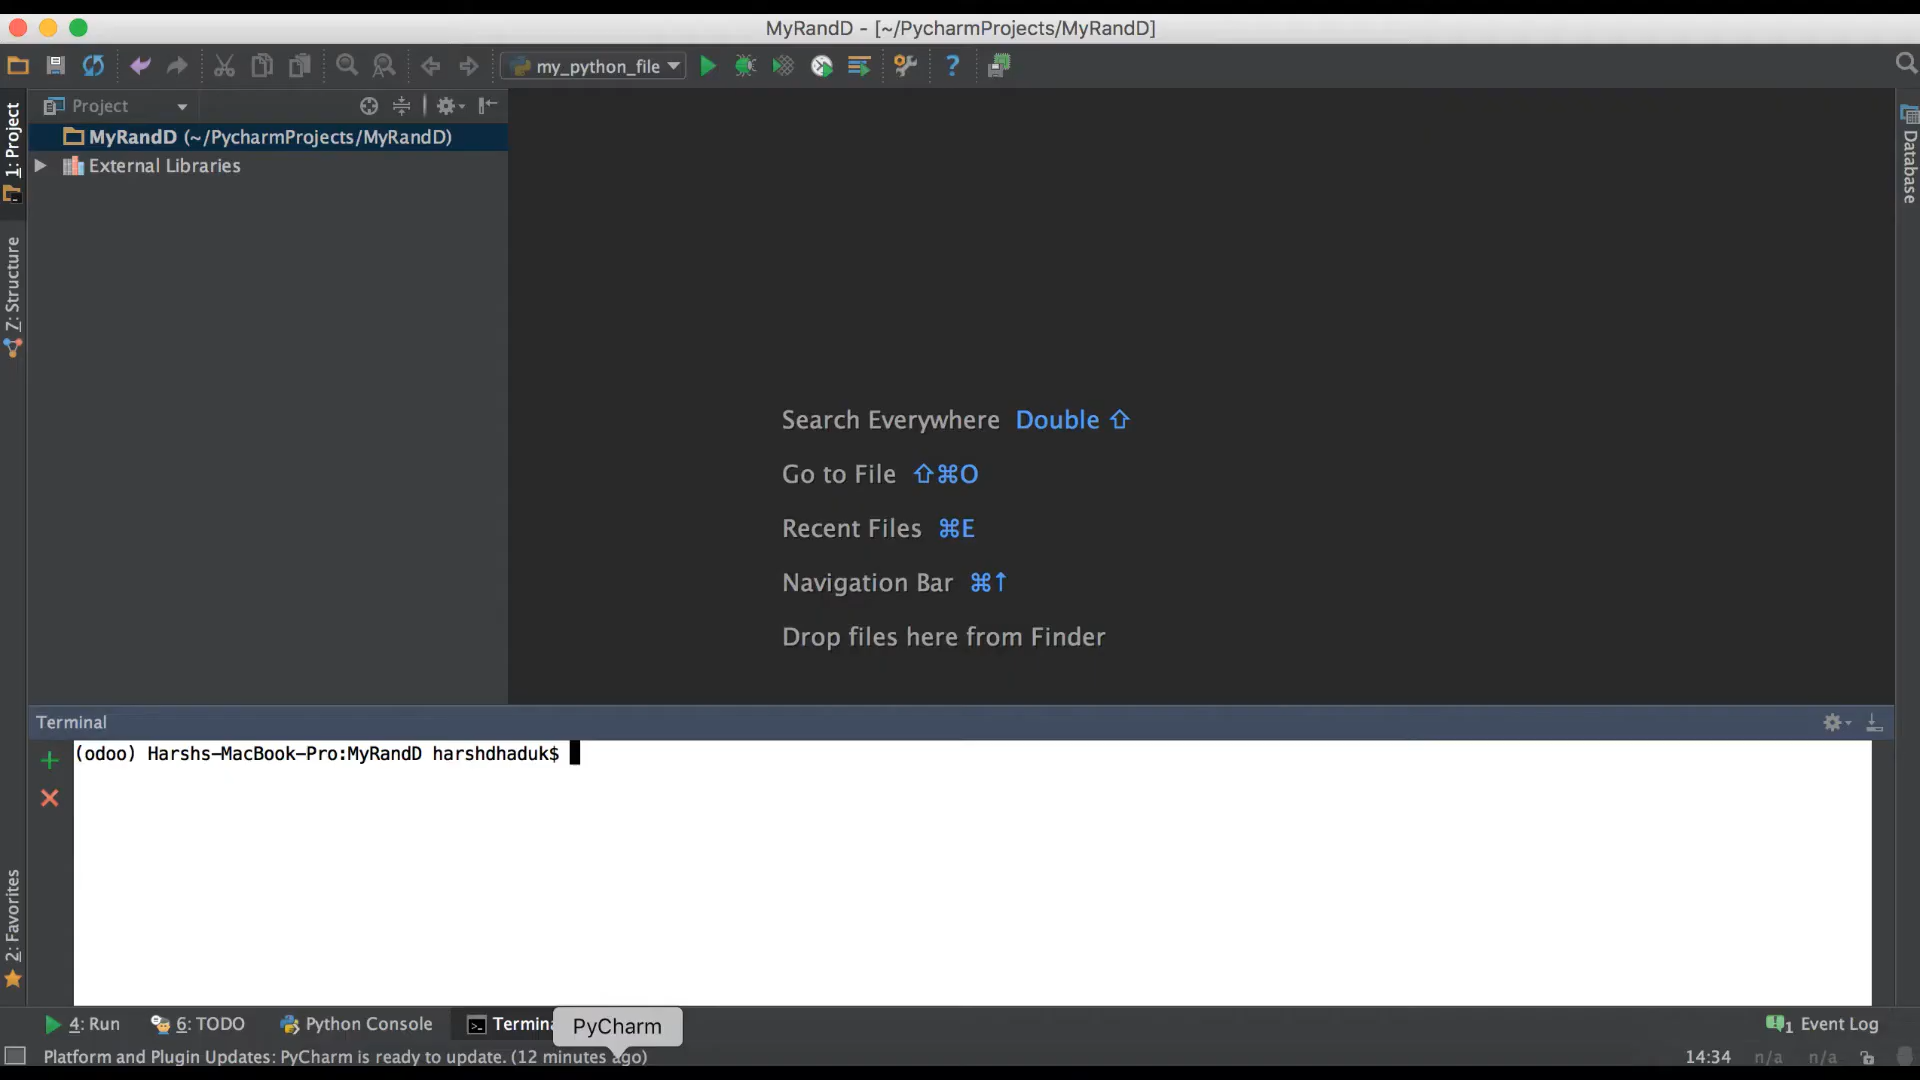 MyRandD - [~/PycharmProjects/MyRandD]
my_python_file
Project
MyRandD (~/PycharmProjects/MyRandD)
External Libraries
1: Project
7: Structure
2: Favorites
Database
Search Everywhere Double ⇧
Go to File ⇧⌘O
Recent Files ⌘E
Navigation Bar ⌘↑
Drop files here from Finder
Terminal
(odoo) Harshs-MacBook-Pro:MyRandD harshdhaduk$
4: Run
6: TODO
Python Console
Termina
PyCharm
1 Event Log
Platform and Plugin Updates: PyCharm is ready to update. (12 minutes ago)
14:34 n/a n/a